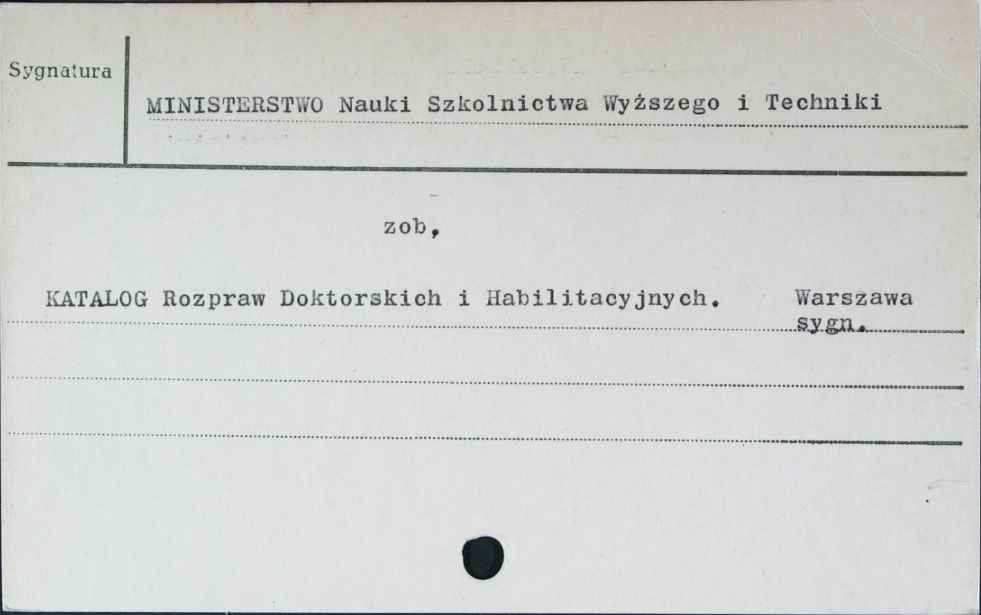 Sygnatura
MINISTERSTWO Nauki Szkolnictwa Wyższego i Techniki
zob,
KATALOG Rozpraw Doktorskich i Habilitacyjnych. Warszawa
sygn.